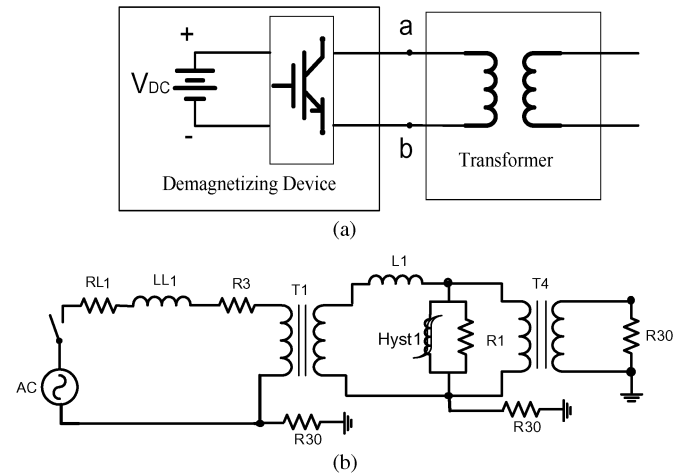 a
+
VDC
-
b
Transformer
Demagnetizing Device
(a)
RL1 LL1 R3 T1 L1 T4
Hyst1 R1 R30
AC
R30 R30
(b)